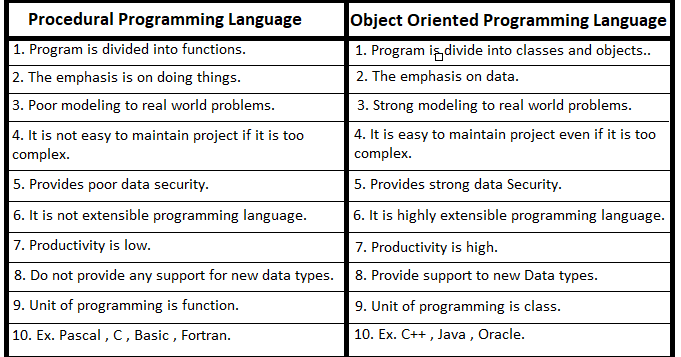 Procedural Programming Language
Object Oriented Programming Language
1. Program is divided into functions.
1. Program is divide into classes and objects..
2. The emphasis is on doing things.
2. The emphasis on data.
3. Poor modeling to real world problems.
3. Strong modeling to real world problems.
4. It is not easy to maintain project if it is too
complex.
4. It is easy to maintain project even if it is too
complex.
5. Provides poor data security.
5. Provides strong data Security.
6. It is not extensible programming language.
6. It is highly extensible programming language.
7. Productivity is low.
7. Productivity is high.
8. Do not provide any support for new data types.
8. Provide support to new Data types.
9. Unit of programming is function.
9. Unit of programming is class.
10. Ex. Pascal , C , Basic , Fortran.
10. Ex. C++ , Java , Oracle.